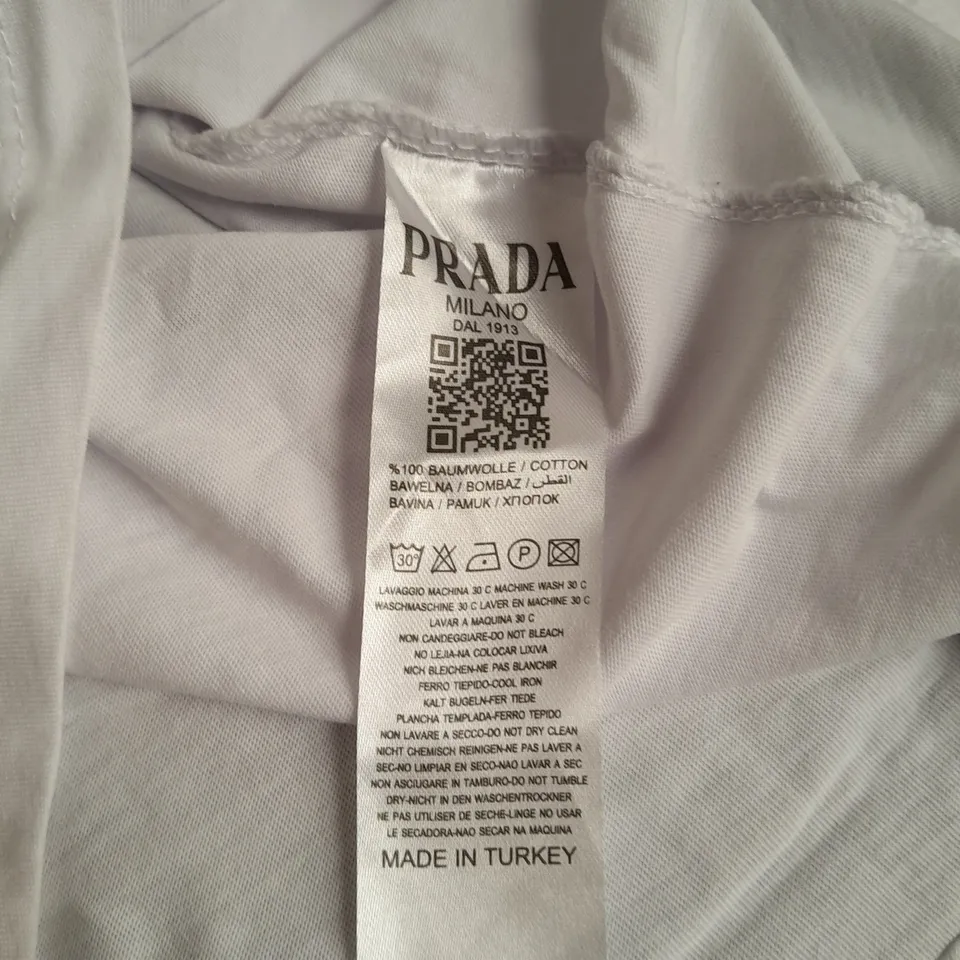 PRADA
MILANO
DAL 1913
%100 BAUMWOLLE / COTTON
BAWELNA / BOMBAZ / القطن
BAVINA / PAMUK / ХПОПОК
30°
P
LAVAGGIO MACHINA 30 C MACHINE WASH 30 C
WASCHMASCHINE 30 C LAVER EN MACHINE 30 C
LAVAR A MAQUINA 30 C
NON CANDEGGIARE-DO NOT BLEACH
NO LEJIA-NA COLOCAR LIXIVA
NICH BLEICHEN-NE PAS BLANCHIR
FERRO TIEPIDO-COOL IRON
KALT BUGELN-FER TIEDE
PLANCHA TEMPLADA-FERRO TEPIDO
NON LAVARE A SECCO-DO NOT DRY CLEAN
NICHT CHEMISCH REINIGEN-NE PAS LAVER A
SEC-NO LIMPIAR EN SECO-NAO LAVAR A SEC
NON ASCIUGARE IN TAMBURO-DO NOT TUMBLE
DRY-NICHT IN DEN WASCHENTROCKNER
NE PAS UTILISER DE SECHE-LINGE NO USAR
LE SECADORA-NAO SECAR NA MAQUINA
MADE IN TURKEY